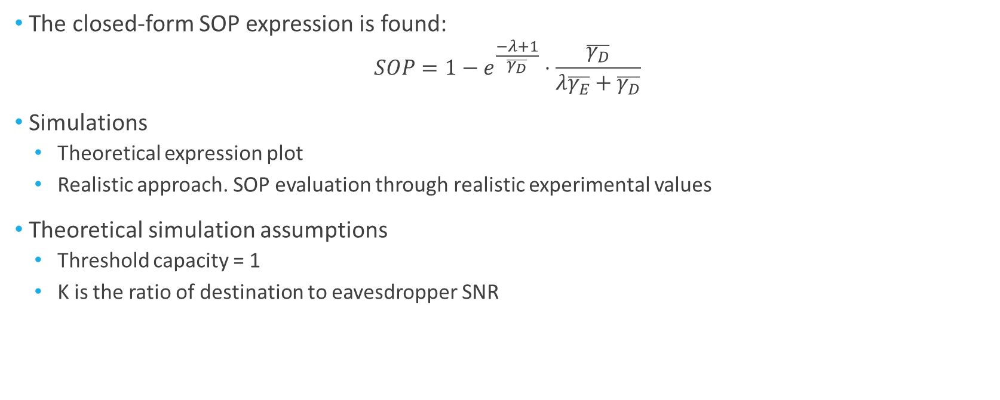 • The closed-form SOP expression is found:
$SOP = 1 - e^{\frac{-\lambda+1}{\overline{\gamma_D}}} \cdot \frac{\overline{\gamma_D}}{\lambda\overline{\gamma_E} + \overline{\gamma_D}}$
• Simulations
• Theoretical expression plot
• Realistic approach. SOP evaluation through realistic experimental values
• Theoretical simulation assumptions
• Threshold capacity = 1
• K is the ratio of destination to eavesdropper SNR